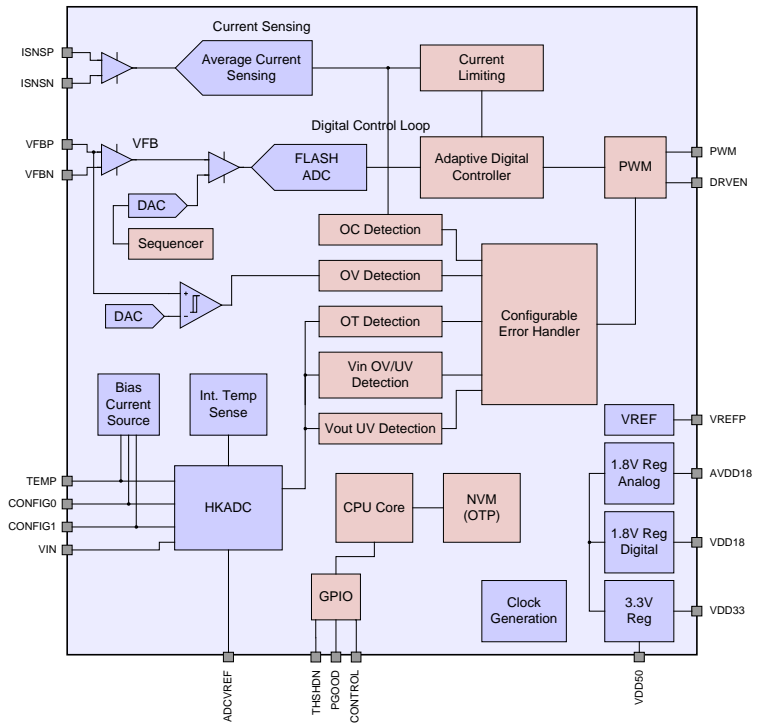 Current Sensing
ISNSP
ISNSN
Average Current
Sensing
Current
Limiting
Digital Control Loop
VFBP
VFBN
VFB
FLASH
ADC
Adaptive Digital
Controller
PWM
PWM
DRVEN
DAC
Sequencer
OC Detection
OV Detection
+
-
DAC
OT Detection
Configurable
Error Handler
Vin OV/UV
Detection
Vout UV Detection
Bias
Current
Source
Int. Temp
Sense
VREF
VREFP
TEMP
CONFIG0
CONFIG1
VIN
HKADC
CPU Core
NVM
(OTP)
1.8V Reg
Analog
AVDD18
1.8V Reg
Digital
VDD18
GPIO
Clock
Generation
3.3V
Reg
VDD33
ADCVREF
THSHDN
PGOOD
CONTROL
VDD50